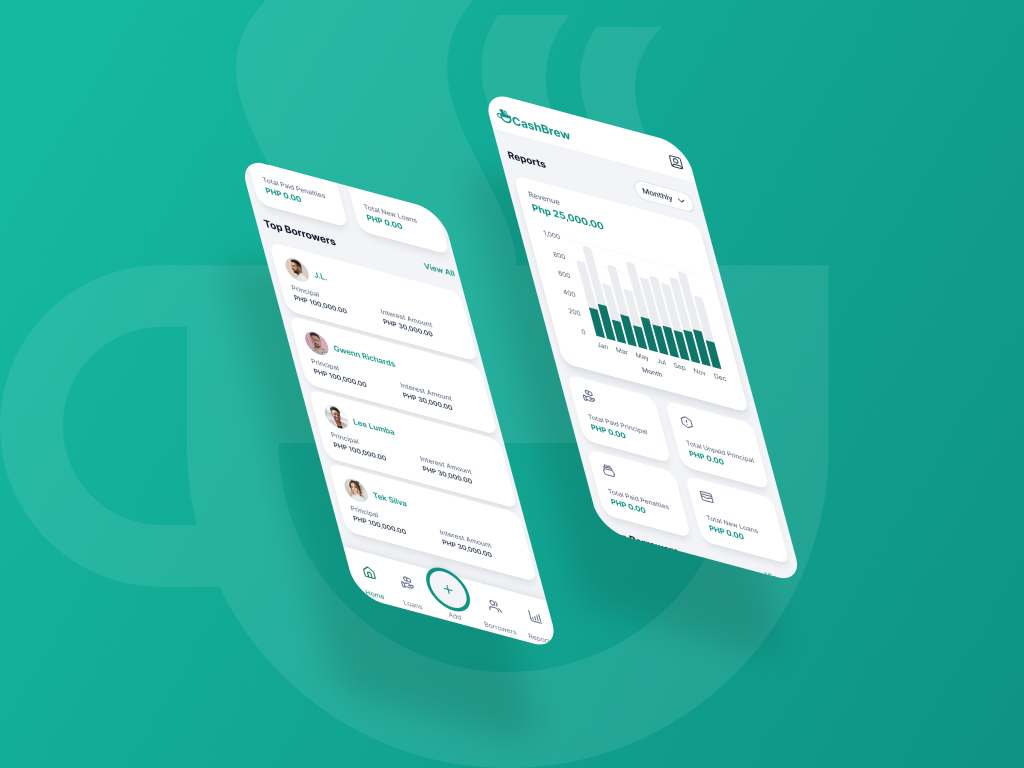 Total Paid Penalties
PHP 0.00
Total New Loans
PHP 0.00
Top Borrowers
View All
J.L.
Principal
PHP 100,000.00
Interest Amount
PHP 30,000.00
Gwenn Richards
Principal
PHP 100,000.00
Interest Amount
PHP 30,000.00
Lee Lumba
Principal
PHP 100,000.00
Interest Amount
PHP 30,000.00
Tek Silva
Principal
PHP 100,000.00
Interest Amount
PHP 30,000.00
Home
Loans
Add
Borrowers
CashBrew
Reports
Monthly
Revenue
Php 25,000.00
1,000
800
600
400
200
0
Jan Mar May Jul Sep Nov Dec
Month
Total Paid Principal
PHP 0.00
Total Unpaid Principal
PHP 0.00
Total Paid Penalties
PHP 0.00
Total New Loans
PHP 0.00